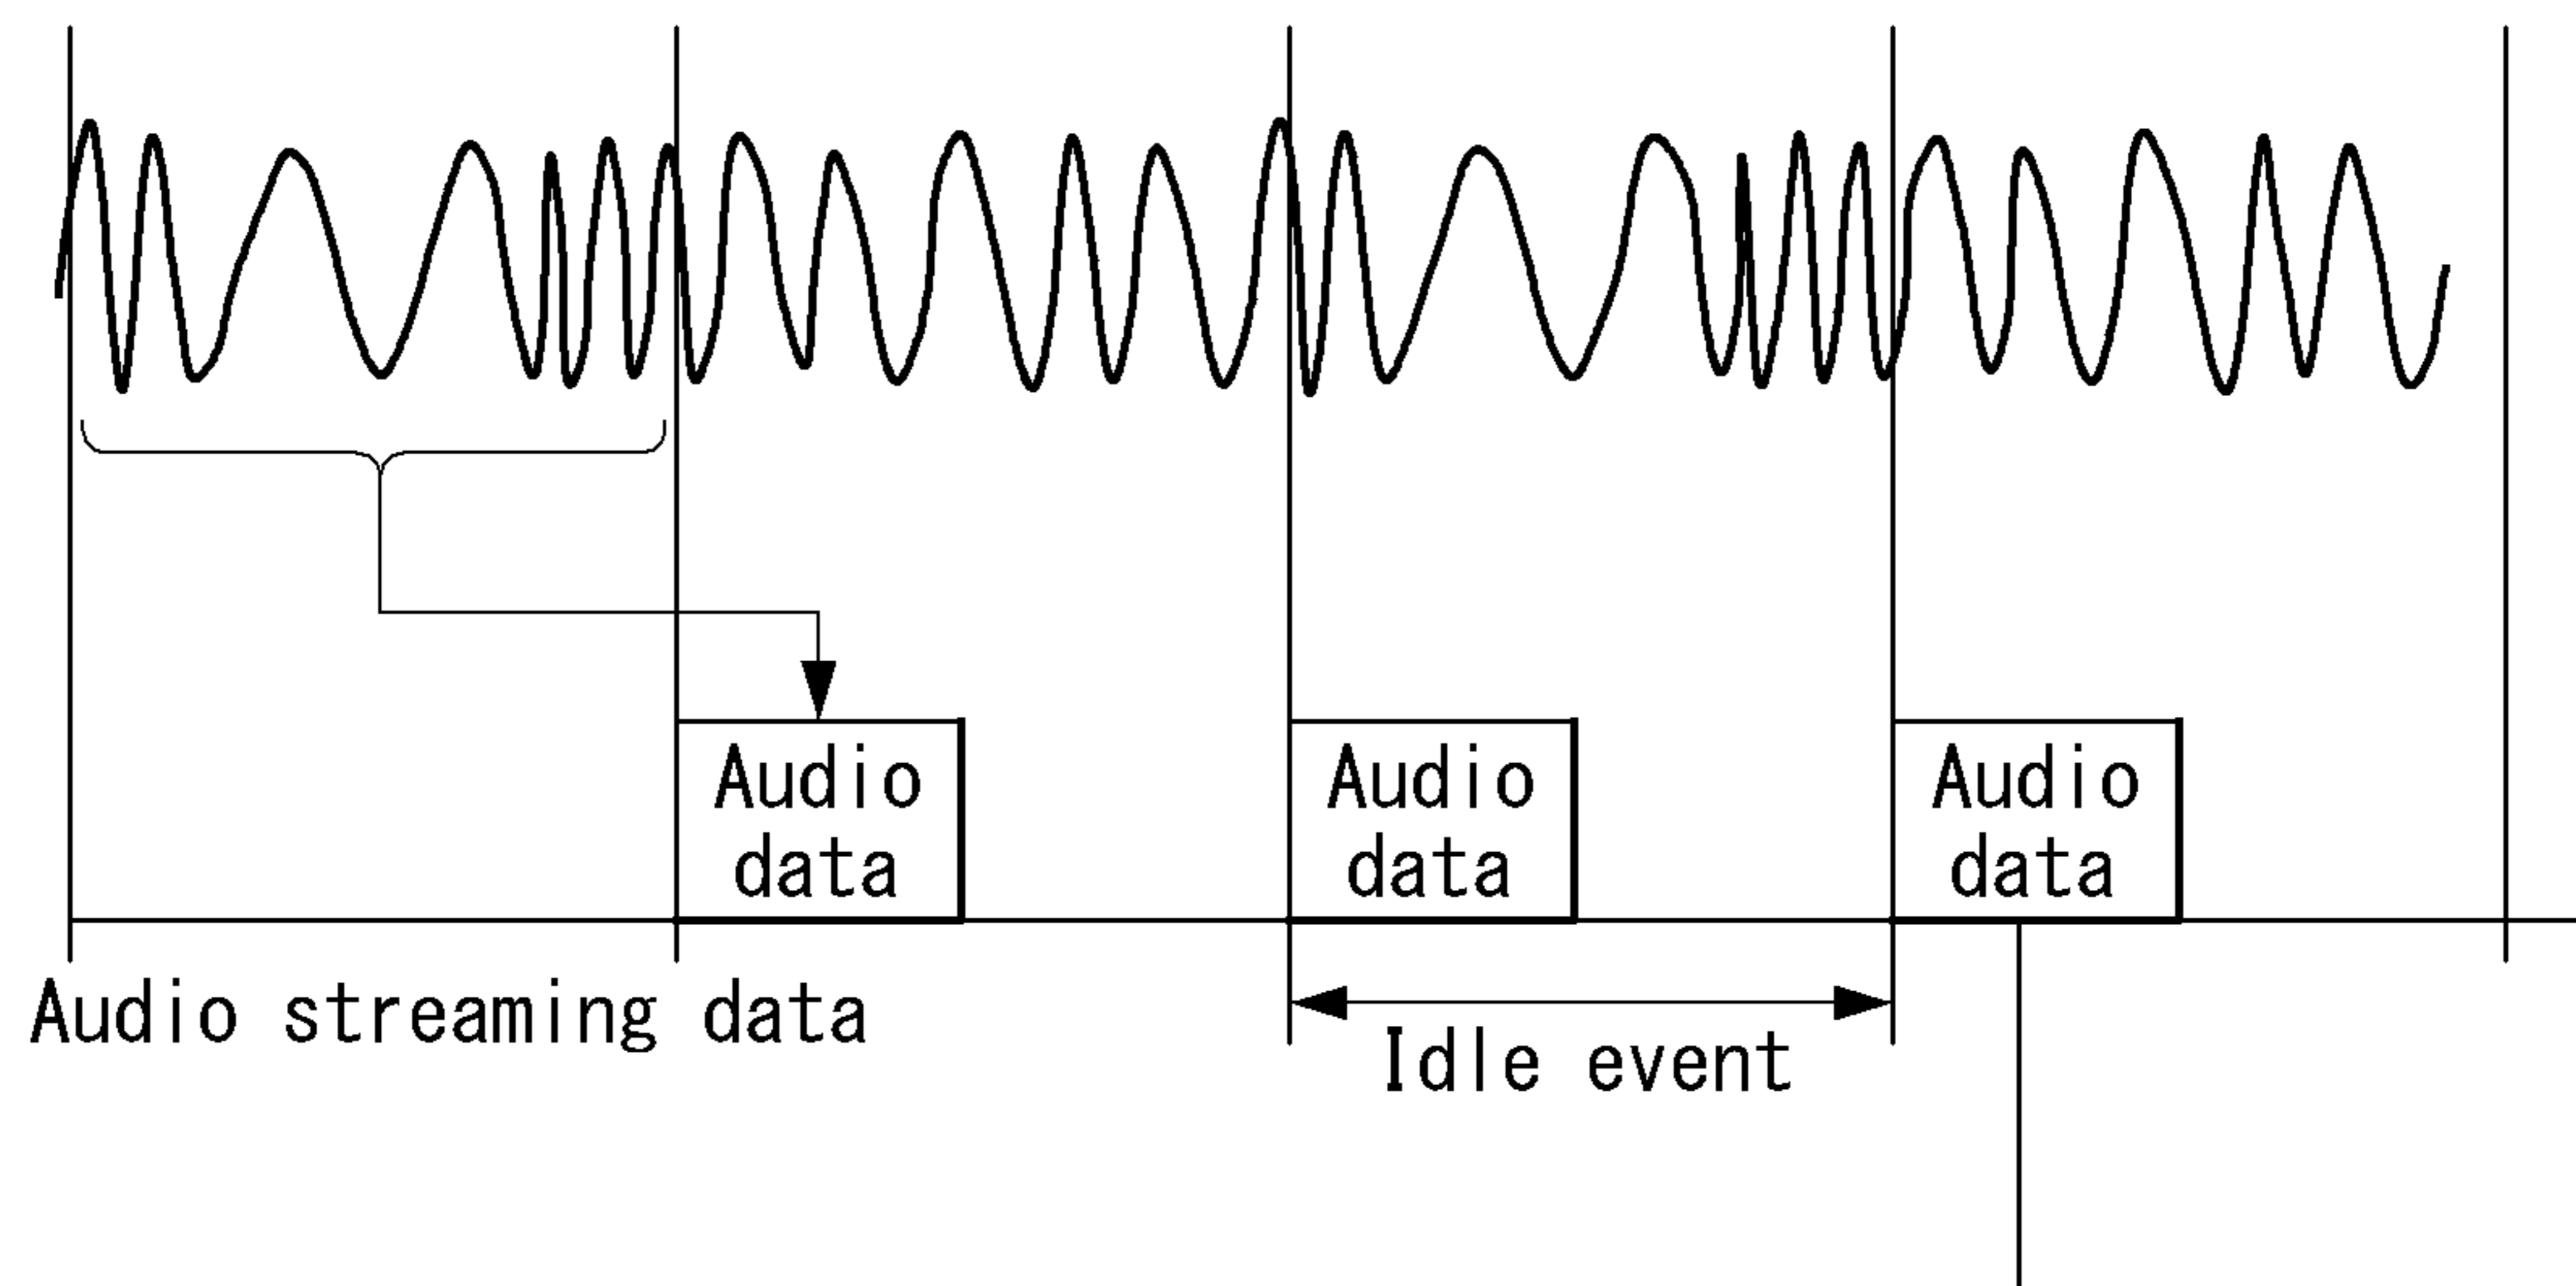 Audio
data
Audio
data
Audio
data
Audio streaming data
Idle event